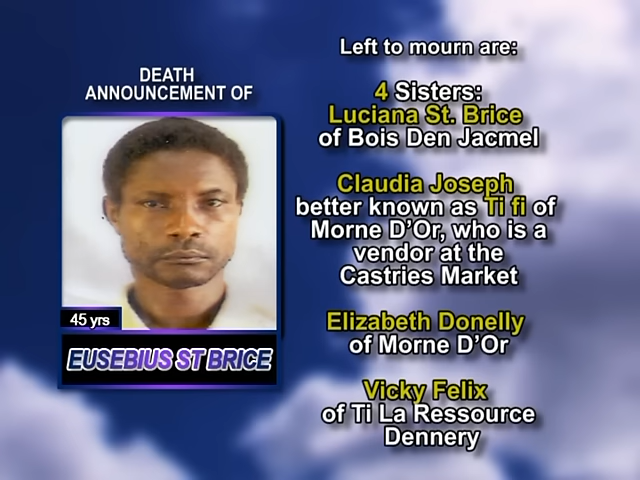 DEATH
ANNOUNCEMENT OF
45 yrs
EUSEBIUS ST BRICE
Left to mourn are:
4 Sisters:
Luciana St. Brice
of Bois Den Jacmel
Claudia Joseph
better known as Ti fi of
Morne D'Or, who is a
vendor at the
Castries Market
Elizabeth Donelly
of Morne D'Or
Vicky Felix
of Ti La Ressource
Dennery